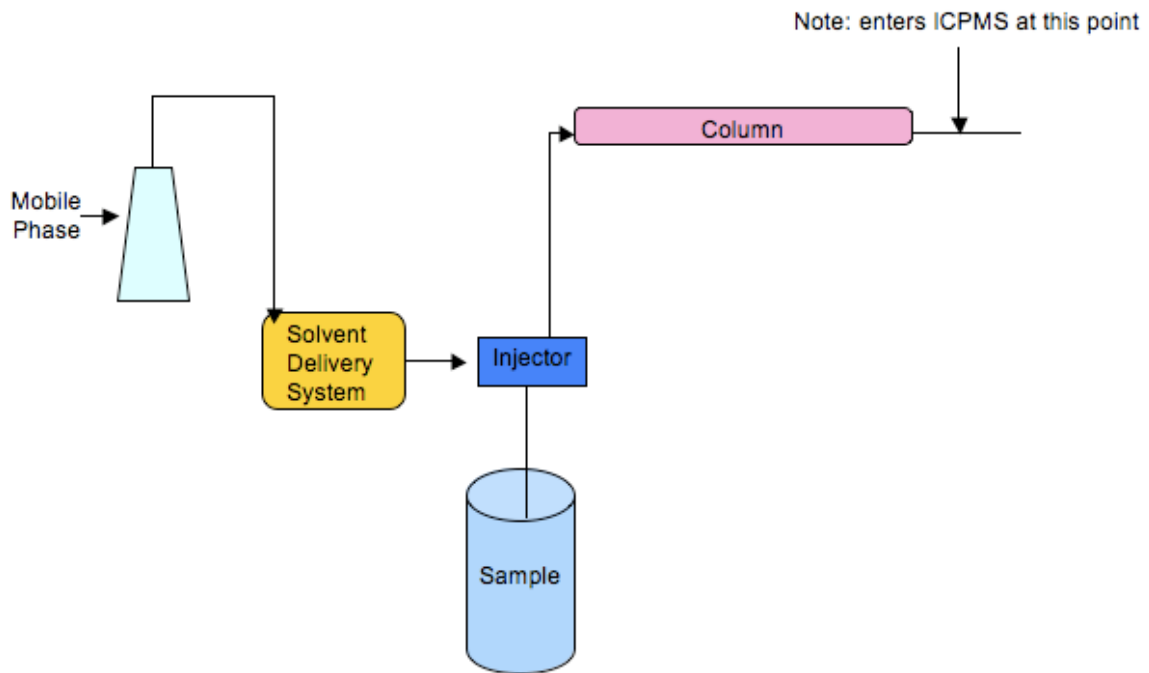 Note: enters ICPMS at this point
Column
Mobile
Phase
Solvent
Delivery
System
Injector
Sample